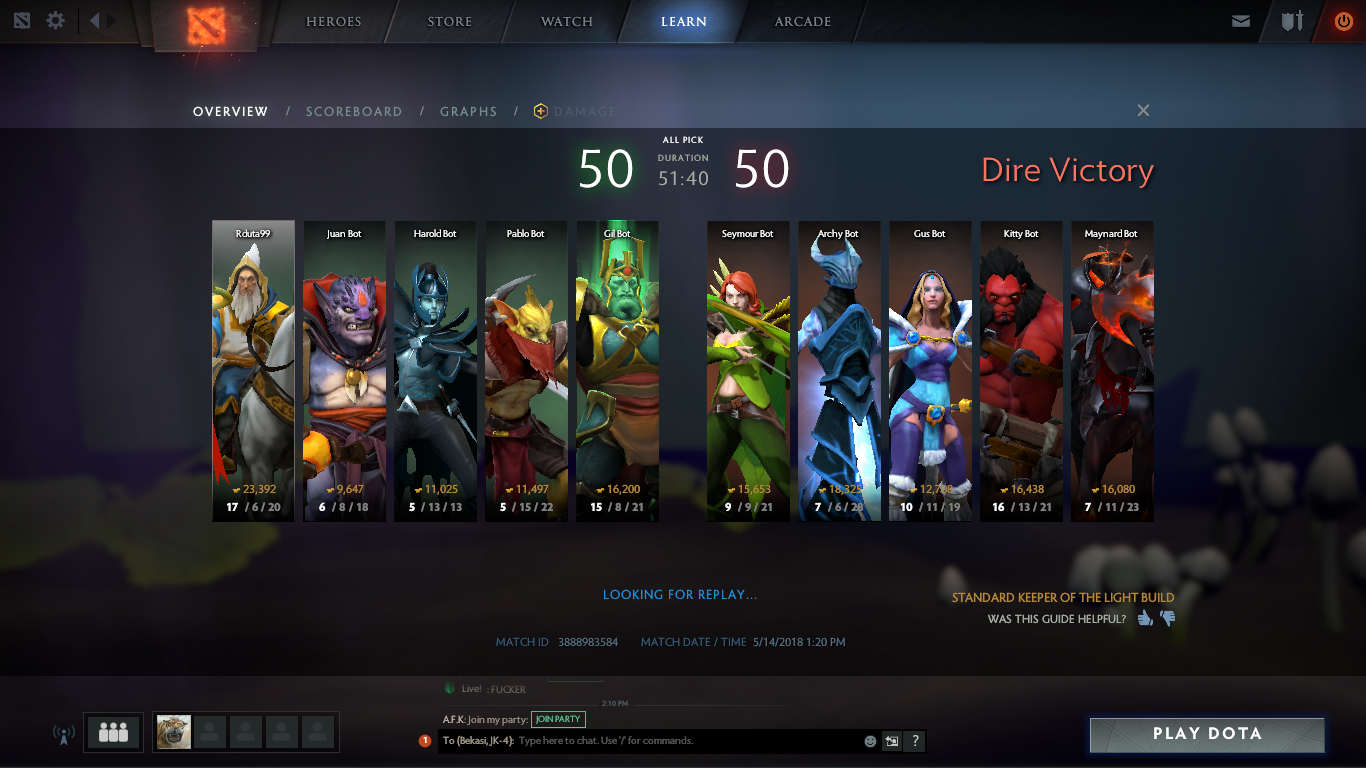 HEROES STORE WATCH LEARN ARCADE
OVERVIEW / SCOREBOARD / GRAPHS / DAMAGE
50 ALL PICK 50
DURATION
51:40
Dire Victory
Rduta99 Juan Bot Harold Bot Pablo Bot Gil Bot Seymour Bot Archy Bot Gus Bot Kitty Bot Maynard Bot
23,392 9,647 11,025 11,497 16,200 15,653 18,325 16,438 16,080
17 / 6 / 20 6 / 8 / 18 5 / 13 / 13 5 / 15 / 22 15 / 8 / 21 9 / 9 / 21 7 / 6 / 28 10 / 11 / 19 16 / 13 / 21 7 / 11 / 23
LOOKING FOR REPLAY...
STANDARD KEEPER OF THE LIGHT BUILD
WAS THIS GUIDE HELPFUL?
MATCH ID 3888983584 MATCH DATE / TIME 5/14/2018 1:20 PM
Live! : FUCKER
2:10 PM
A.F.K: Join my party: JOIN PARTY
1 To (Bekasi, JK-4): Type here to chat. Use '/' for commands. ?
PLAY DOTA